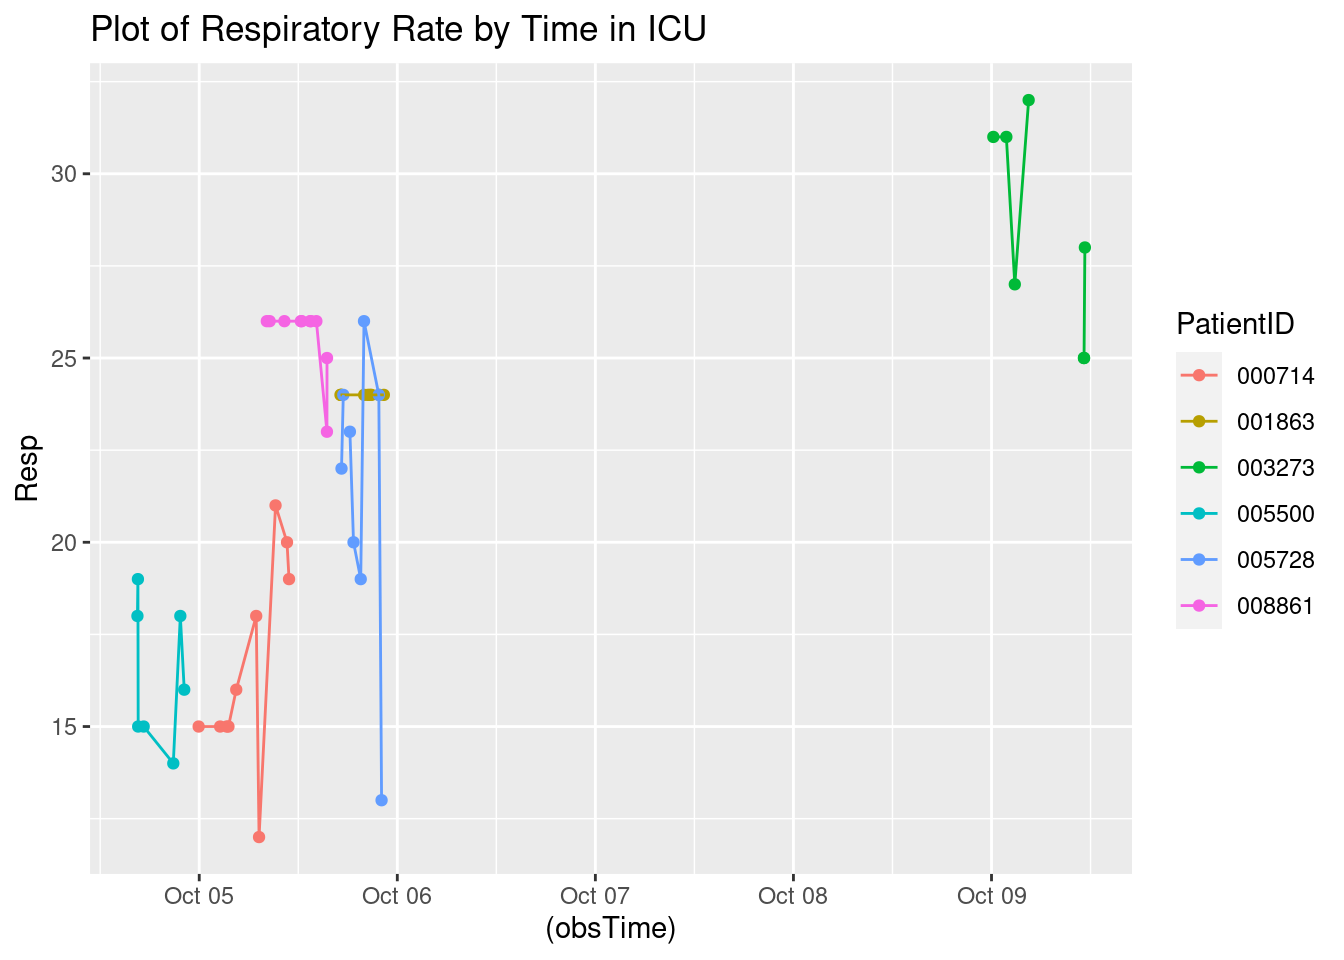 Plot of Respiratory Rate by Time in ICU
30
25
20
15
Resp
Oct 05 Oct 06 Oct 07 Oct 08 Oct 09
(obsTime)
PatientID
000714
001863
003273
005500
005728
008861